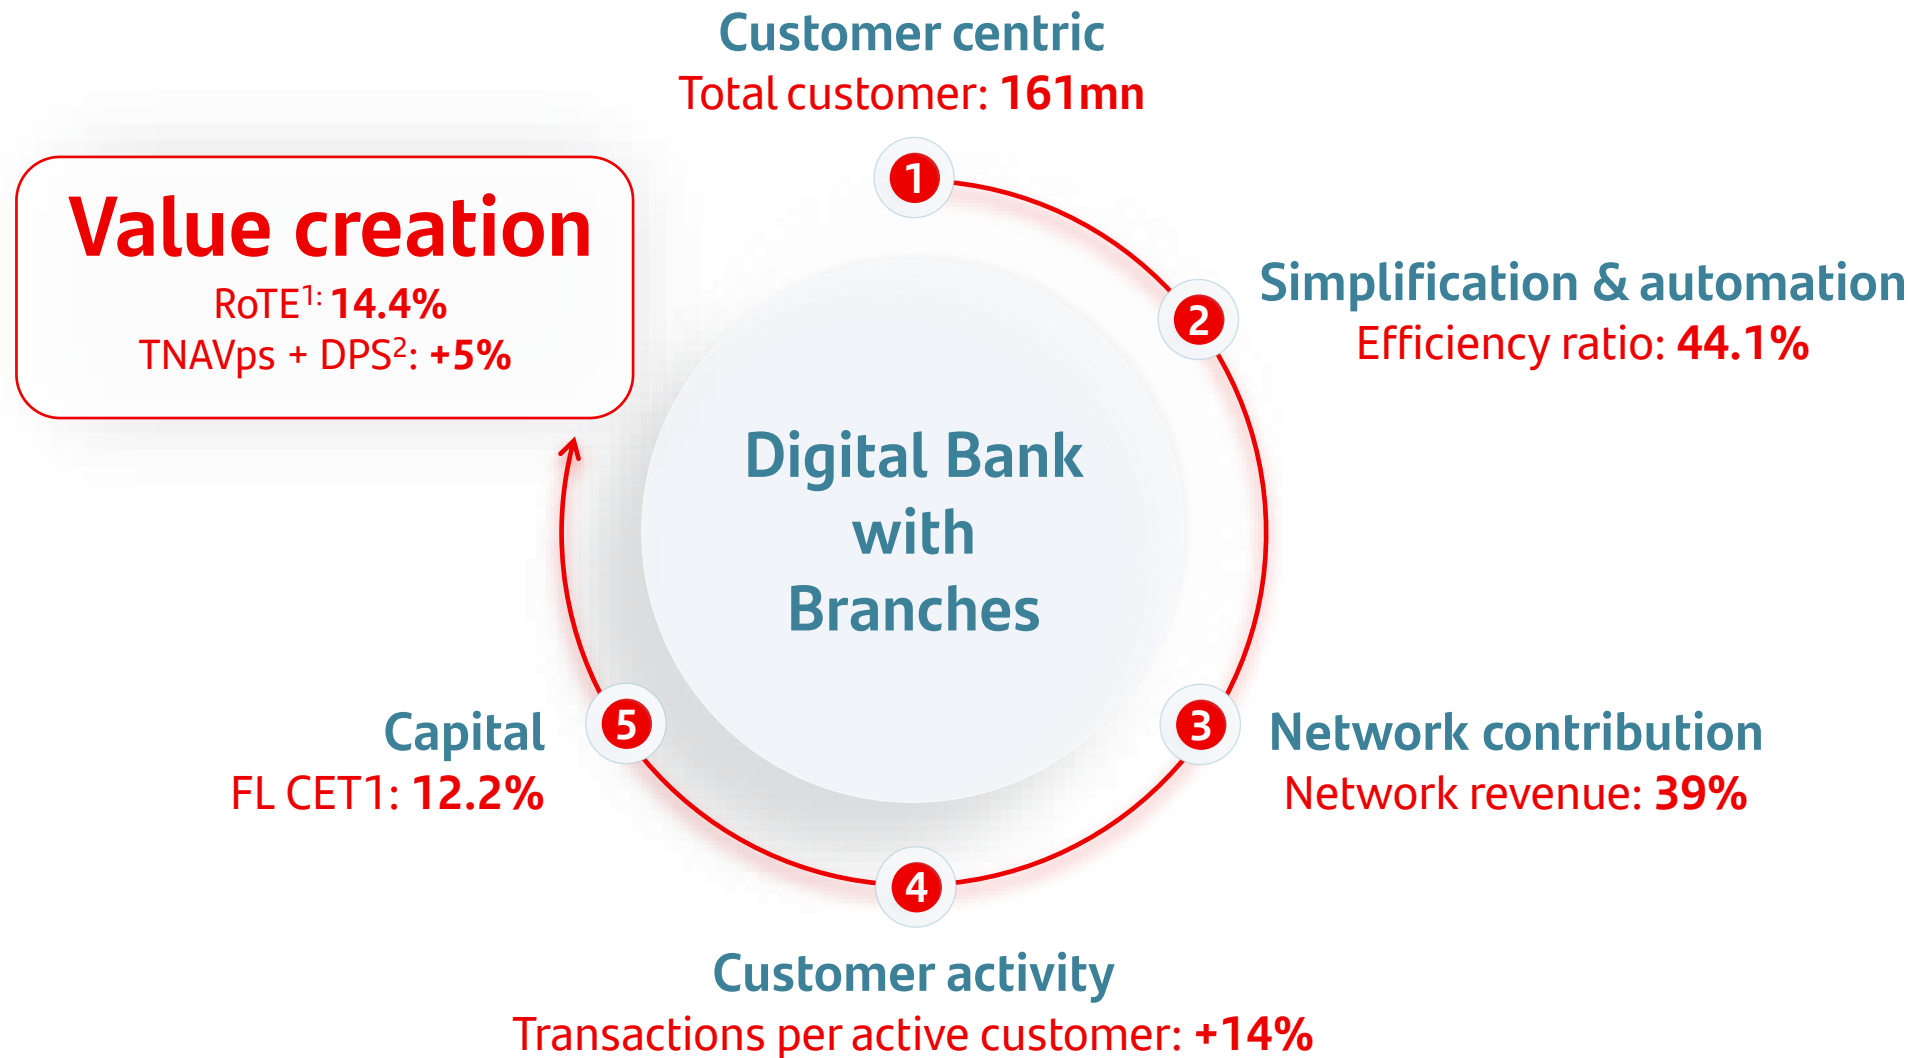 Customer centric
Total customer: 161mn
1
Value creation
RoTE¹: 14.4%
TNAVps + DPS²: +5%
2
Simplification & automation
Efficiency ratio: 44.1%
Digital Bank
with
Branches
3
Network contribution
Network revenue: 39%
4
Customer activity
Transactions per active customer: +14%
5
Capital
FL CET1: 12.2%